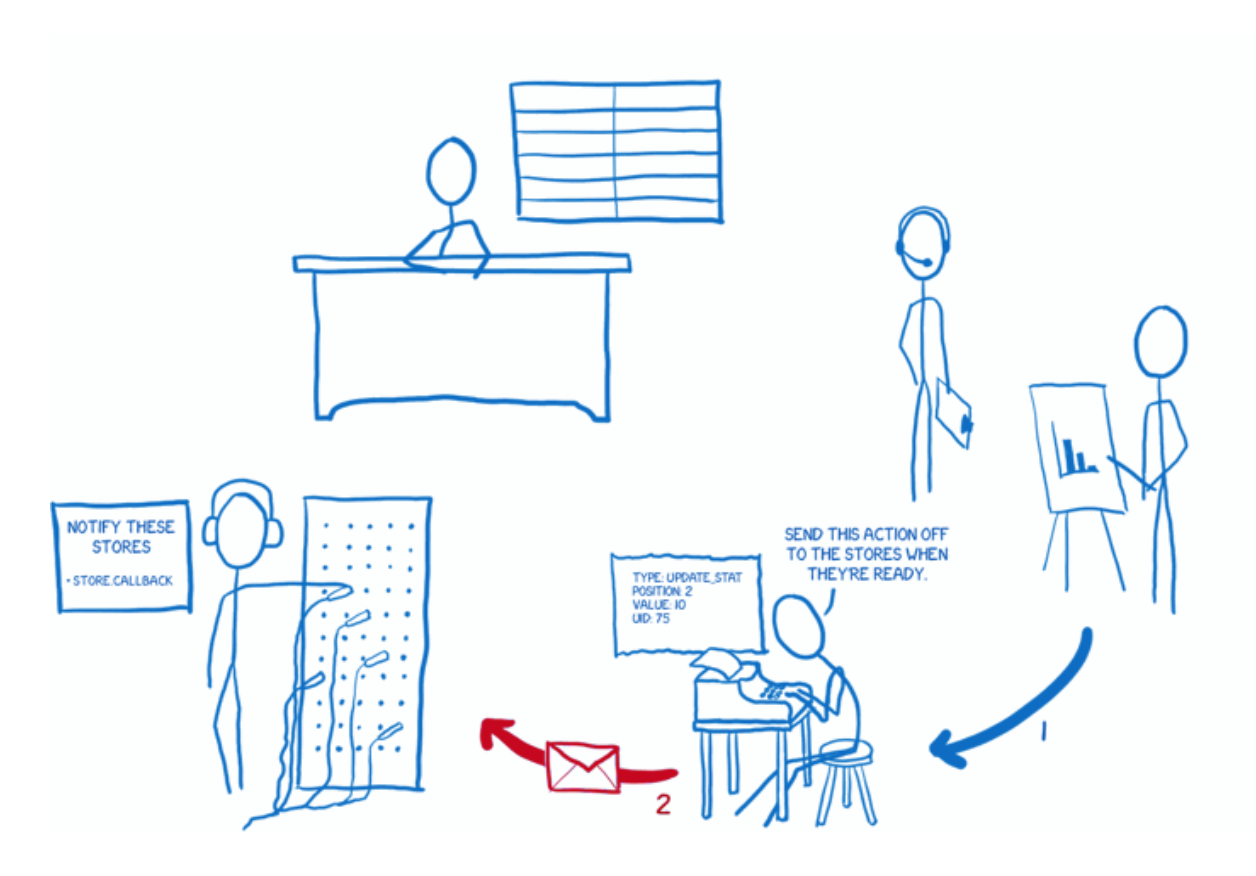 NOTIFY THESE
STORES
• STORE.CALLBACK
SEND THIS ACTION OFF
TO THE STORES WHEN
THEY'RE READY.
TYPE: UPDATE_STAT
POSITION: 2
VALUE: 10
UID: 75
1
2